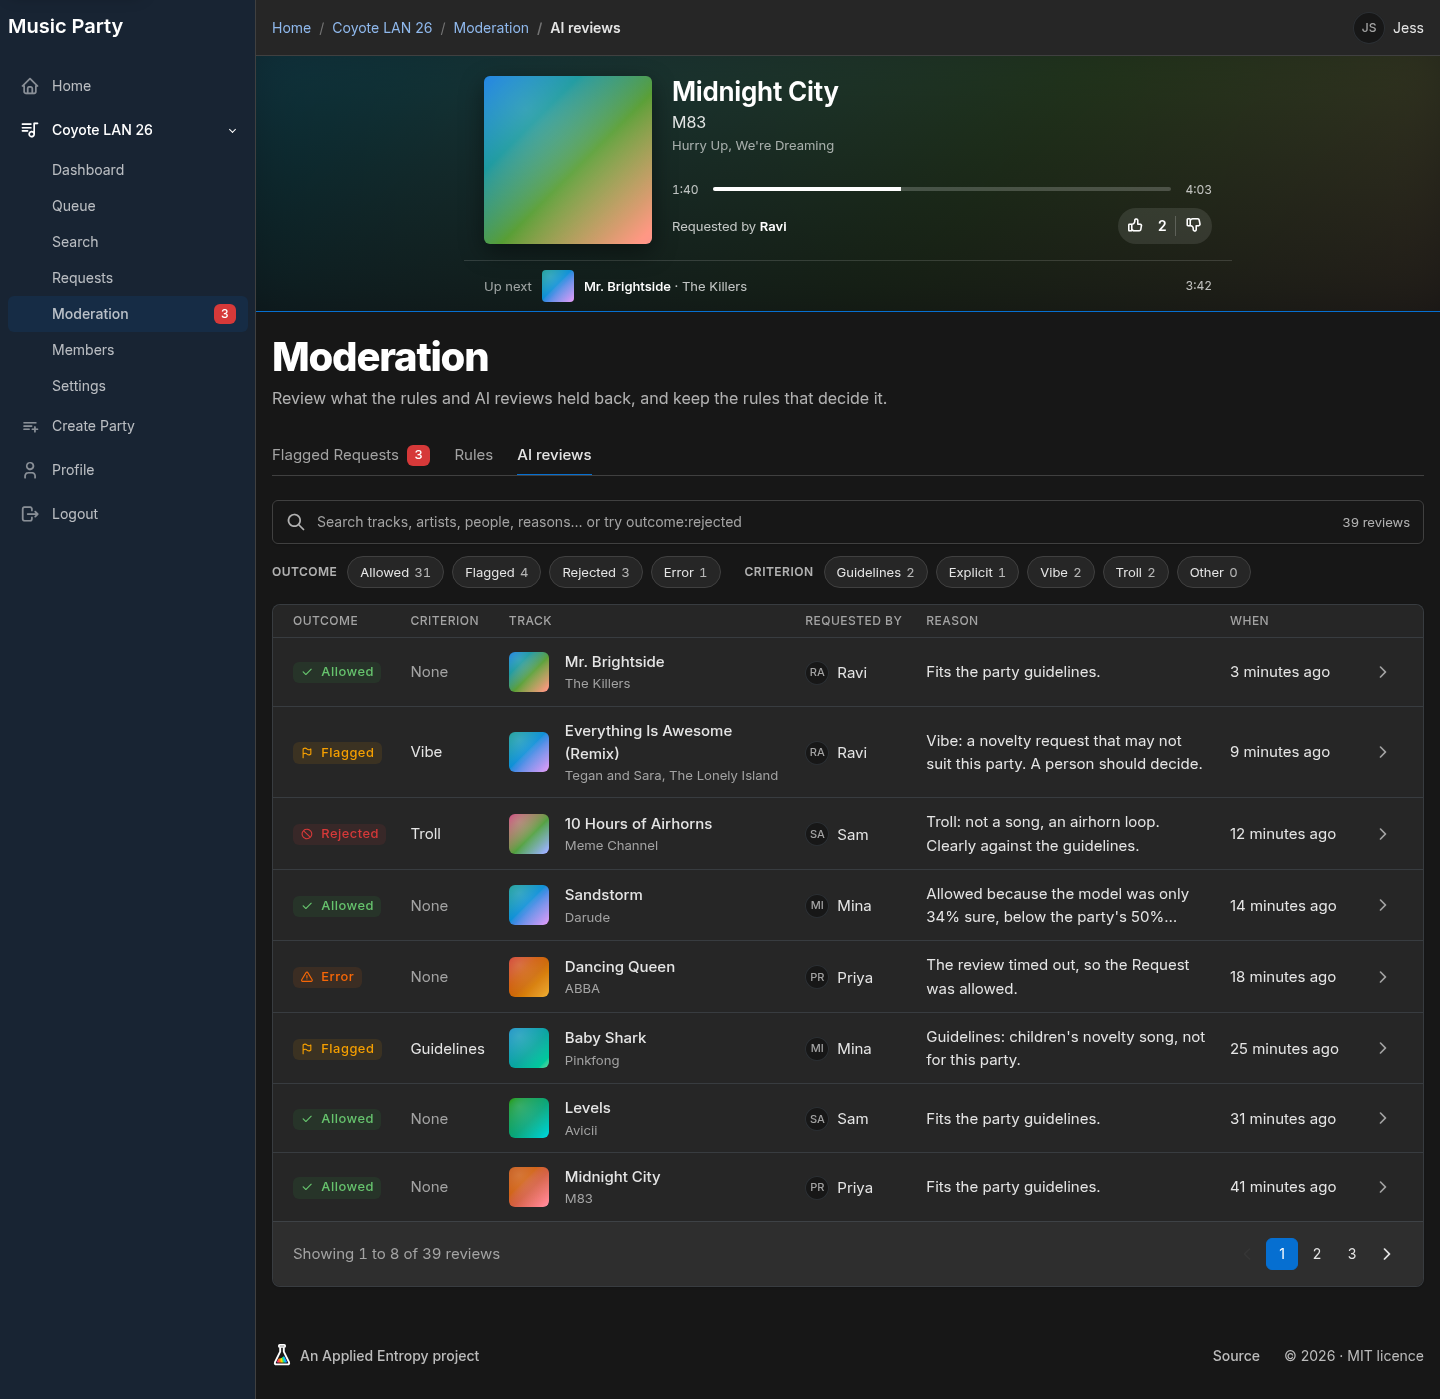 Music Party
Home
Coyote LAN 26
Dashboard
Queue
Search
Requests
Moderation 3
Members
Settings
Create Party
Profile
Logout
Home / Coyote LAN 26 / Moderation / AI reviews
JS Jess
Midnight City
M83
Hurry Up, We're Dreaming
1:40 4:03
Requested by Ravi 2
Up next Mr. Brightside · The Killers 3:42
Moderation
Review what the rules and AI reviews held back, and keep the rules that decide it.
Flagged Requests 3 Rules AI reviews
Search tracks, artists, people, reasons... or try outcome:rejected 39 reviews
OUTCOME Allowed 31 Flagged 4 Rejected 3 Error 1 CRITERION Guidelines 2 Explicit 1 Vibe 2 Troll 2 Other 0
OUTCOME CRITERION TRACK REQUESTED BY REASON WHEN
Allowed None Mr. Brightside RA Ravi Fits the party guidelines. 3 minutes ago
The Killers
Everything Is Awesome
Flagged Vibe (Remix) RA Ravi Vibe: a novelty request that may not 9 minutes ago
Tegan and Sara, The Lonely Island suit this party. A person should decide.
Rejected Troll 10 Hours of Airhorns SA Sam Troll: not a song, an airhorn loop. 12 minutes ago
Meme Channel Clearly against the guidelines.
Allowed None Sandstorm MI Mina Allowed because the model was only 14 minutes ago
Darude 34% sure, below the party's 50%...
Error None Dancing Queen PR Priya The review timed out, so the Request 18 minutes ago
ABBA was allowed.
Flagged Guidelines Baby Shark MI Mina Guidelines: children's novelty song, not 25 minutes ago
Pinkfong for this party.
Allowed None Levels SA Sam Fits the party guidelines. 31 minutes ago
Avicii
Allowed None Midnight City PR Priya Fits the party guidelines. 41 minutes ago
M83
Showing 1 to 8 of 39 reviews 1 2 3
An Applied Entropy project Source © 2026 · MIT licence